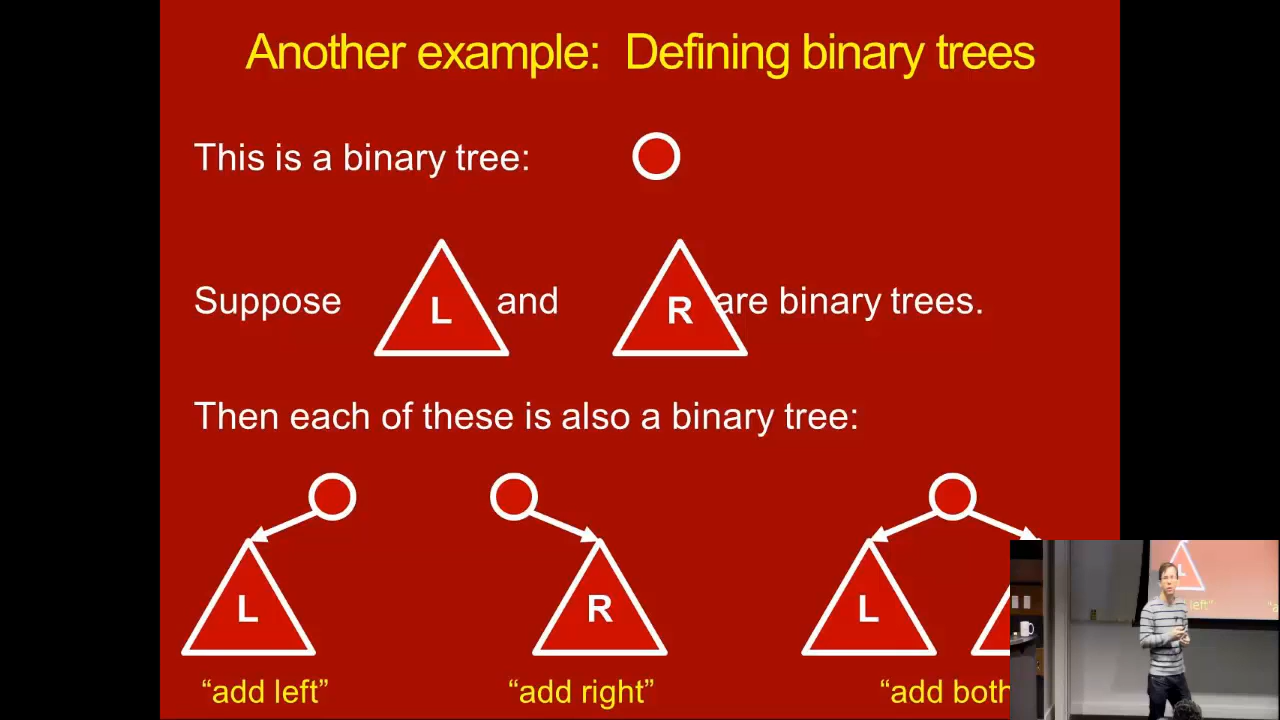 Another example: Defining binary trees
This is a binary tree:
Suppose L and R are binary trees.
Then each of these is also a binary tree:
L R L
“add left” “add right” “add both
L
left”